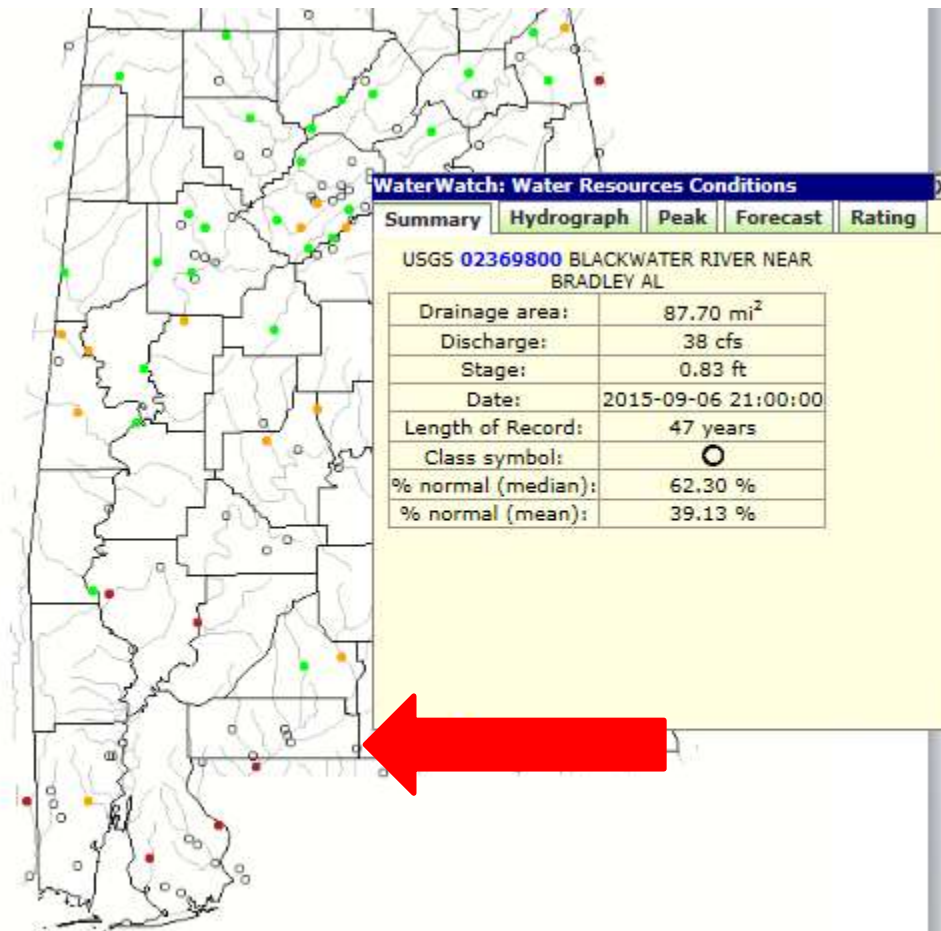 WaterWatch: Water Resources Conditions
Summary Hydrograph Peak Forecast Rating
USGS 02369800 BLACKWATER RIVER NEAR
BRADLEY AL
Drainage area: 87.70 mi²
Discharge: 38 cfs
Stage: 0.83 ft
Date: 2015-09-06 21:00:00
Length of Record: 47 years
Class symbol:
% normal (median): 62.30 %
% normal (mean): 39.13 %